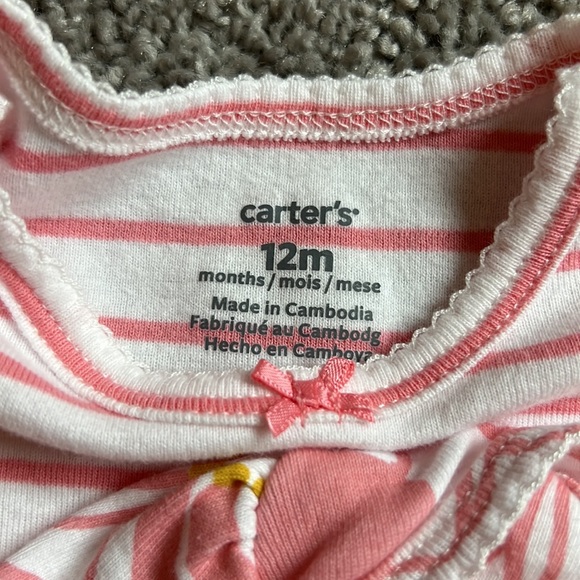 carter's
12m
months / mois / mese
Made in Cambodia
Fabriqué au Cambodg
Hecho en Camboya